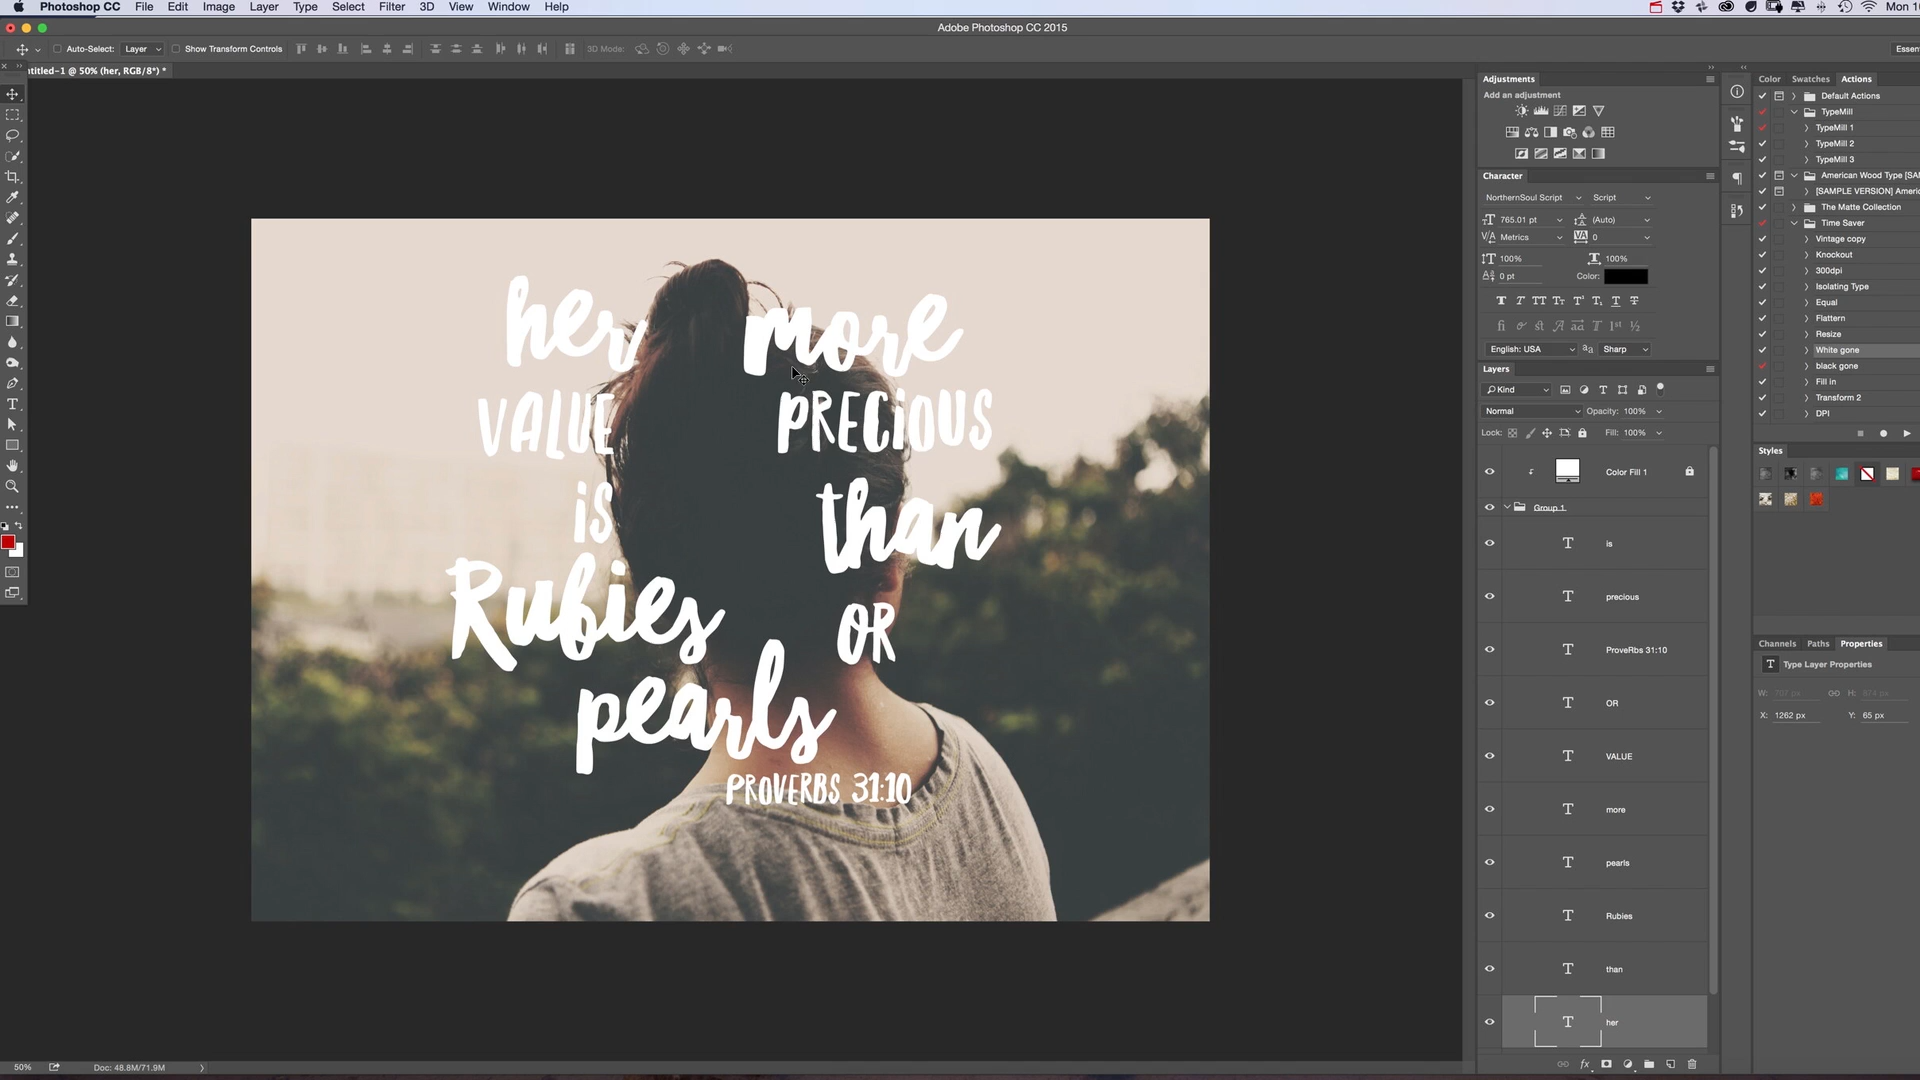 Photoshop CC File Edit Image Layer Type Select Filter 3D View Window Help Mon
Adobe Photoshop CC 2015
Auto-Select: Layer Show Transform Controls 3D Mode:
ntitled-1 @ 50% (her, RGB/8*) *
her more
VALUE PRECIOUS
is than
Rubies OR
pearls
PROVERBS 31:10
50% Doc: 48.8M/71.9M
Adjustments
Add an adjustment
Character
NorthernSoul Script Script
765.01 pt (Auto)
Metrics 0
100% 100%
0 pt Color:
English: USA Sharp
Layers
Kind
Normal Opacity: 100%
Lock: Fill: 100%
Color Fill 1
Group 1
is
precious
ProveRbs 31:10
OR
VALUE
more
pearls
Rubies
than
her
Color Swatches Actions
Default Actions
TypeMill
TypeMill 1
TypeMill 2
TypeMill 3
American Wood Type [SA
[SAMPLE VERSION] Ameri
The Matte Collection
Time Saver
Vintage copy
Knockout
300dpi
Isolating Type
Equal
Flattern
Resize
White gone
black gone
Fill in
Transform 2
DPI
Styles
Channels Paths Properties
Type Layer Properties
W: H:
X: 1262 px Y: 65 px